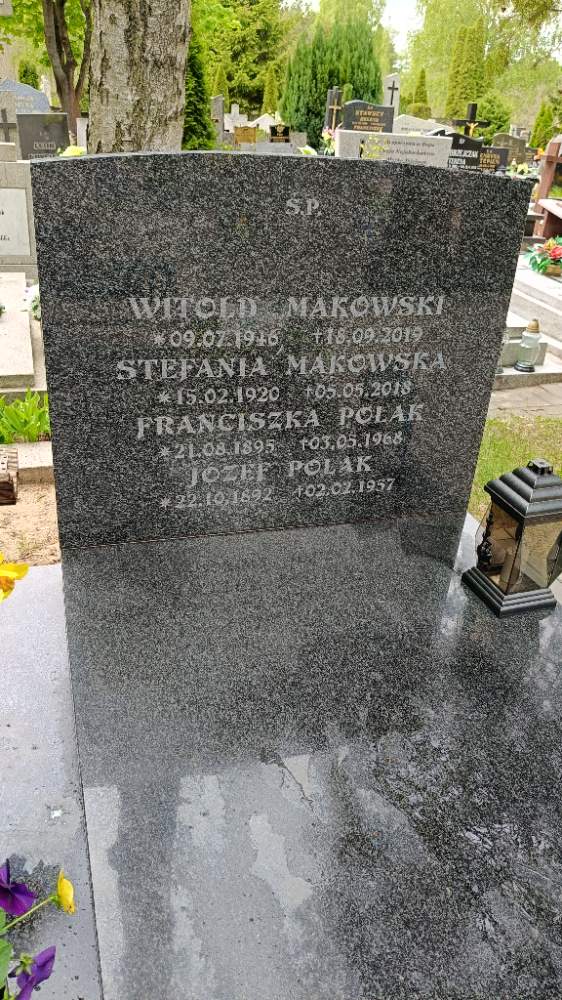 S.P.
WITOLD MAKOWSKI
*09.07.1946, +18.09.2019
STEFANIA MAKOWSKA
*15.02.1920 +05.05.2018
FRANCISZKA POLAK
*21.08.1895 +03.05.1968
JOZEF POLAK
*22.10.1892 +02.02.1957